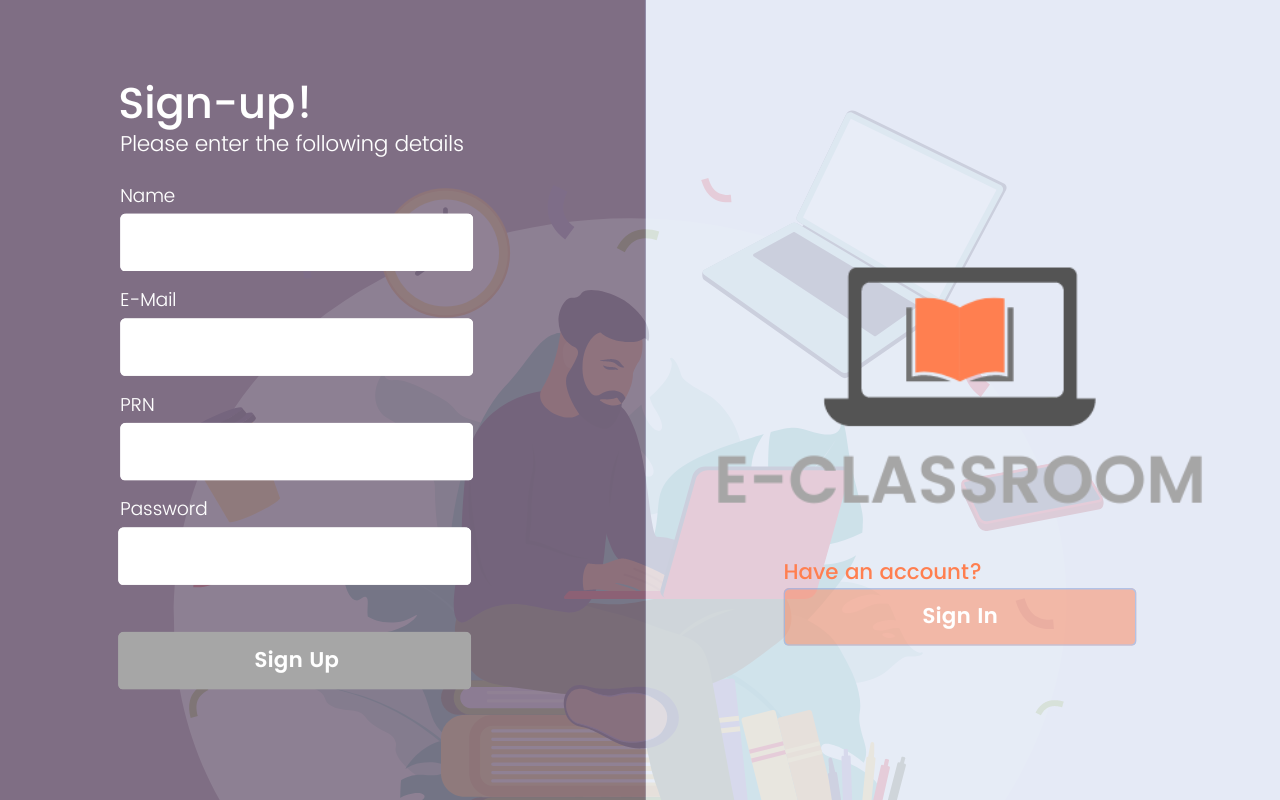 Sign-up!
Please enter the following details
Name
E-Mail
PRN
Password
Sign Up
E-CLASSROOM
Have an account?
Sign In